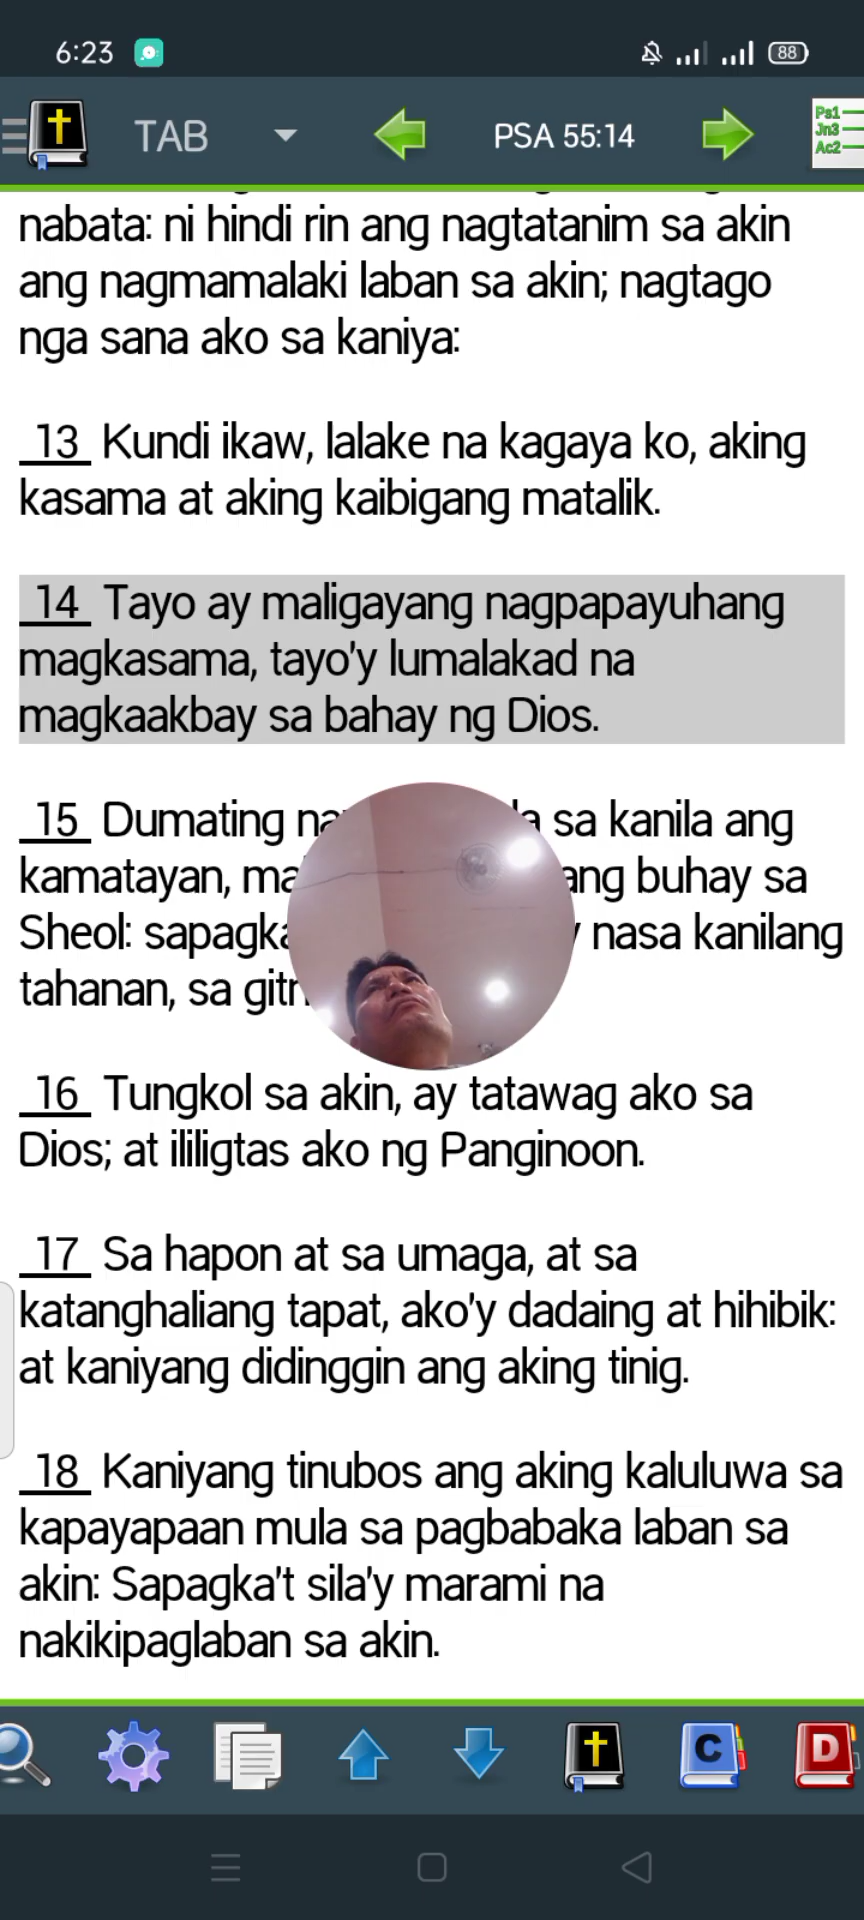 6:23
88
TAB
PSA 55:14
Ps1
Jn3
Ac2
nabata: ni hindi rin ang nagtatanim sa akin
ang nagmamalaki laban sa akin; nagtago
nga sana ako sa kaniya:
13 Kundi ikaw, lalake na kagaya ko, aking
kasama at aking kaibigang matalik.
14 Tayo ay maligayang nagpapayuhang
magkasama, tayo'y lumalakad na
magkaakbay sa bahay ng Dios.
15 Dumating sa kanila ang
kamatayan, buhay sa
Sheol: nasa kanilang
tahanan, sa
16 Tungkol sa akin, ay tatawag ako sa
Dios; at ililigtas ako ng Panginoon.
17 Sa hapon at sa umaga, at sa
katanghaliang tapat, ako'y dadaing at hihibik:
at kaniyang didinggin ang aking tinig.
18 Kaniyang tinubos ang aking kaluluwa sa
kapayapaan mula sa pagbabaka laban sa
akin: Sapagka't sila'y marami na
nakikipaglaban sa akin.
C
D